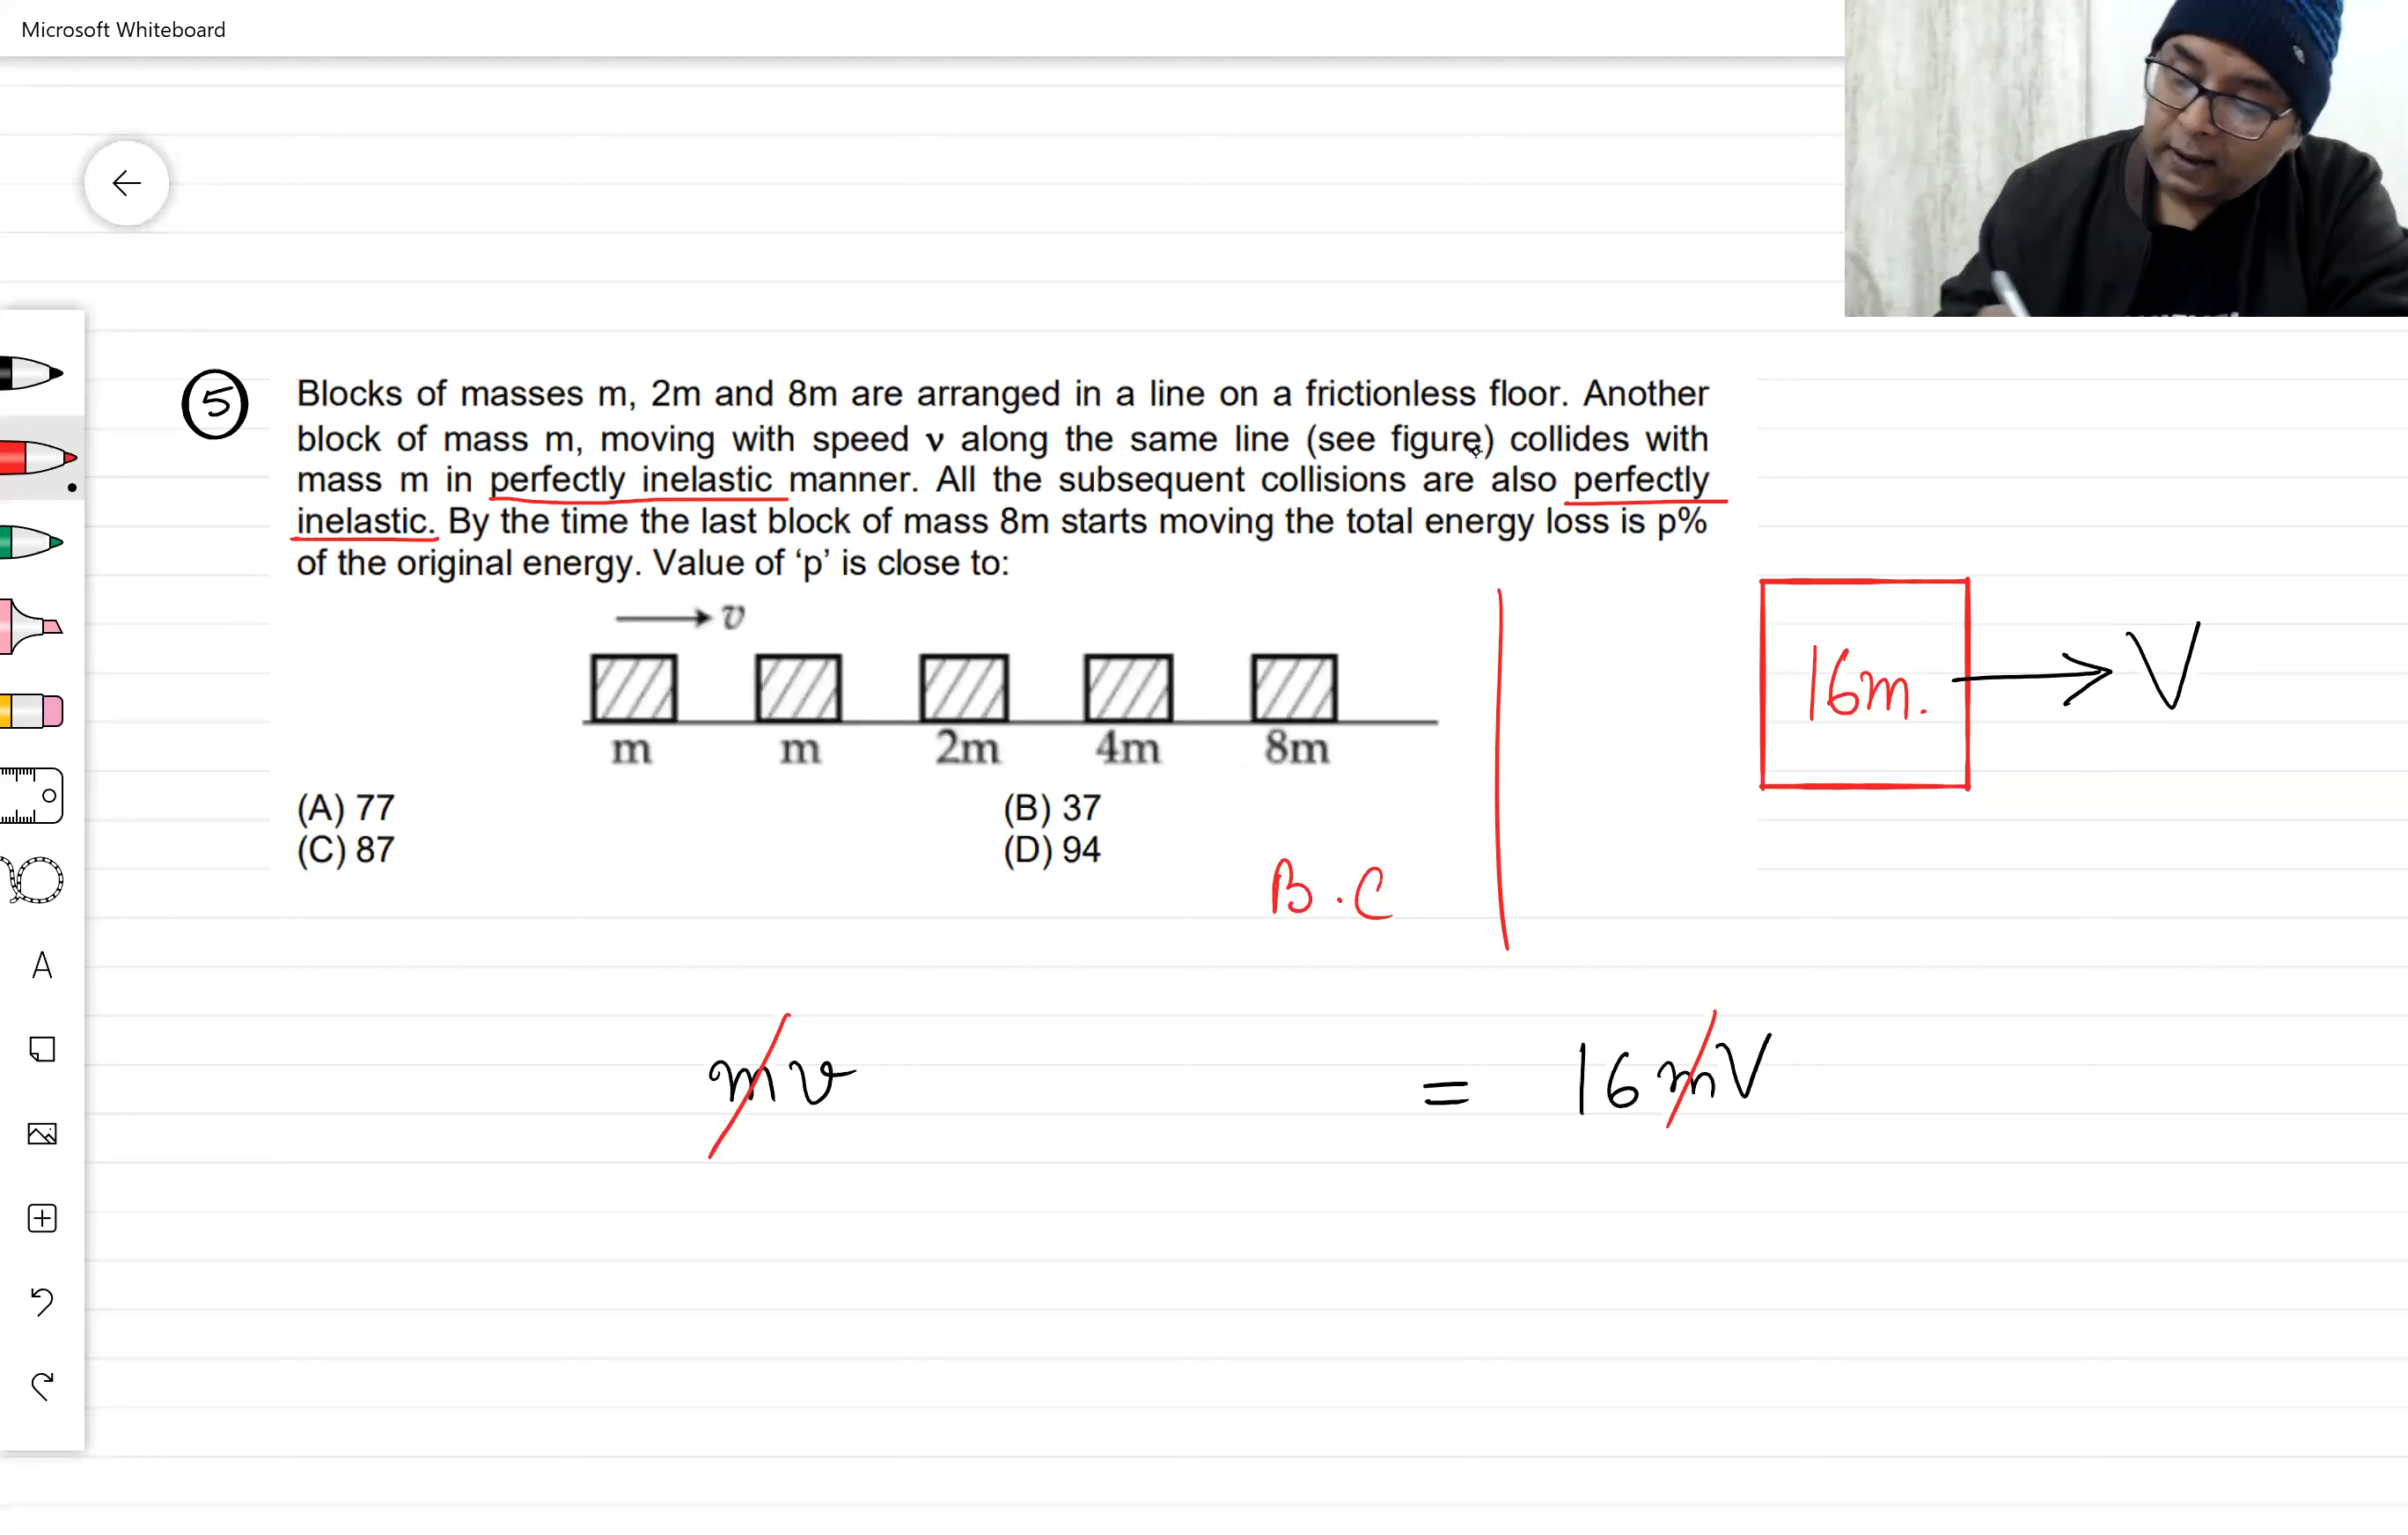 Microsoft Whiteboard
5
Blocks of masses m, 2m and 8m are arranged in a line on a frictionless floor. Another
block of mass m, moving with speed v along the same line (see figure) collides with
mass m in perfectly inelastic manner. All the subsequent collisions are also perfectly
inelastic. By the time the last block of mass 8m starts moving the total energy loss is p%
of the original energy. Value of ‘p’ is close to:
v
m m 2m 4m 8m
16m. V
(A) 77 (B) 37
(C) 87 (D) 94
B.C
mv = 16mV
A